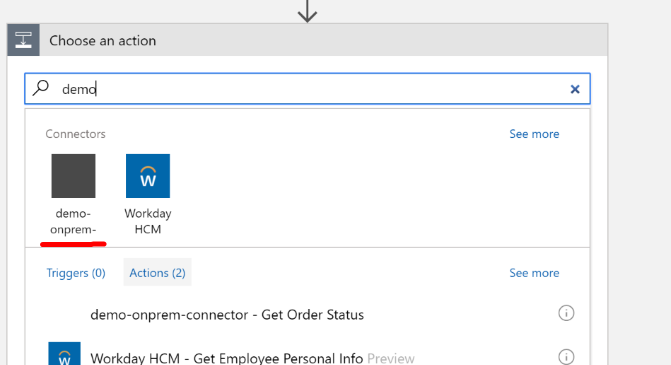 Choose an action
demo
Connectors
See more
demo-
onprem-
Workday
HCM
Triggers (0)
Actions (2)
See more
demo-onprem-connector - Get Order Status
Workday HCM - Get Employee Personal Info Preview